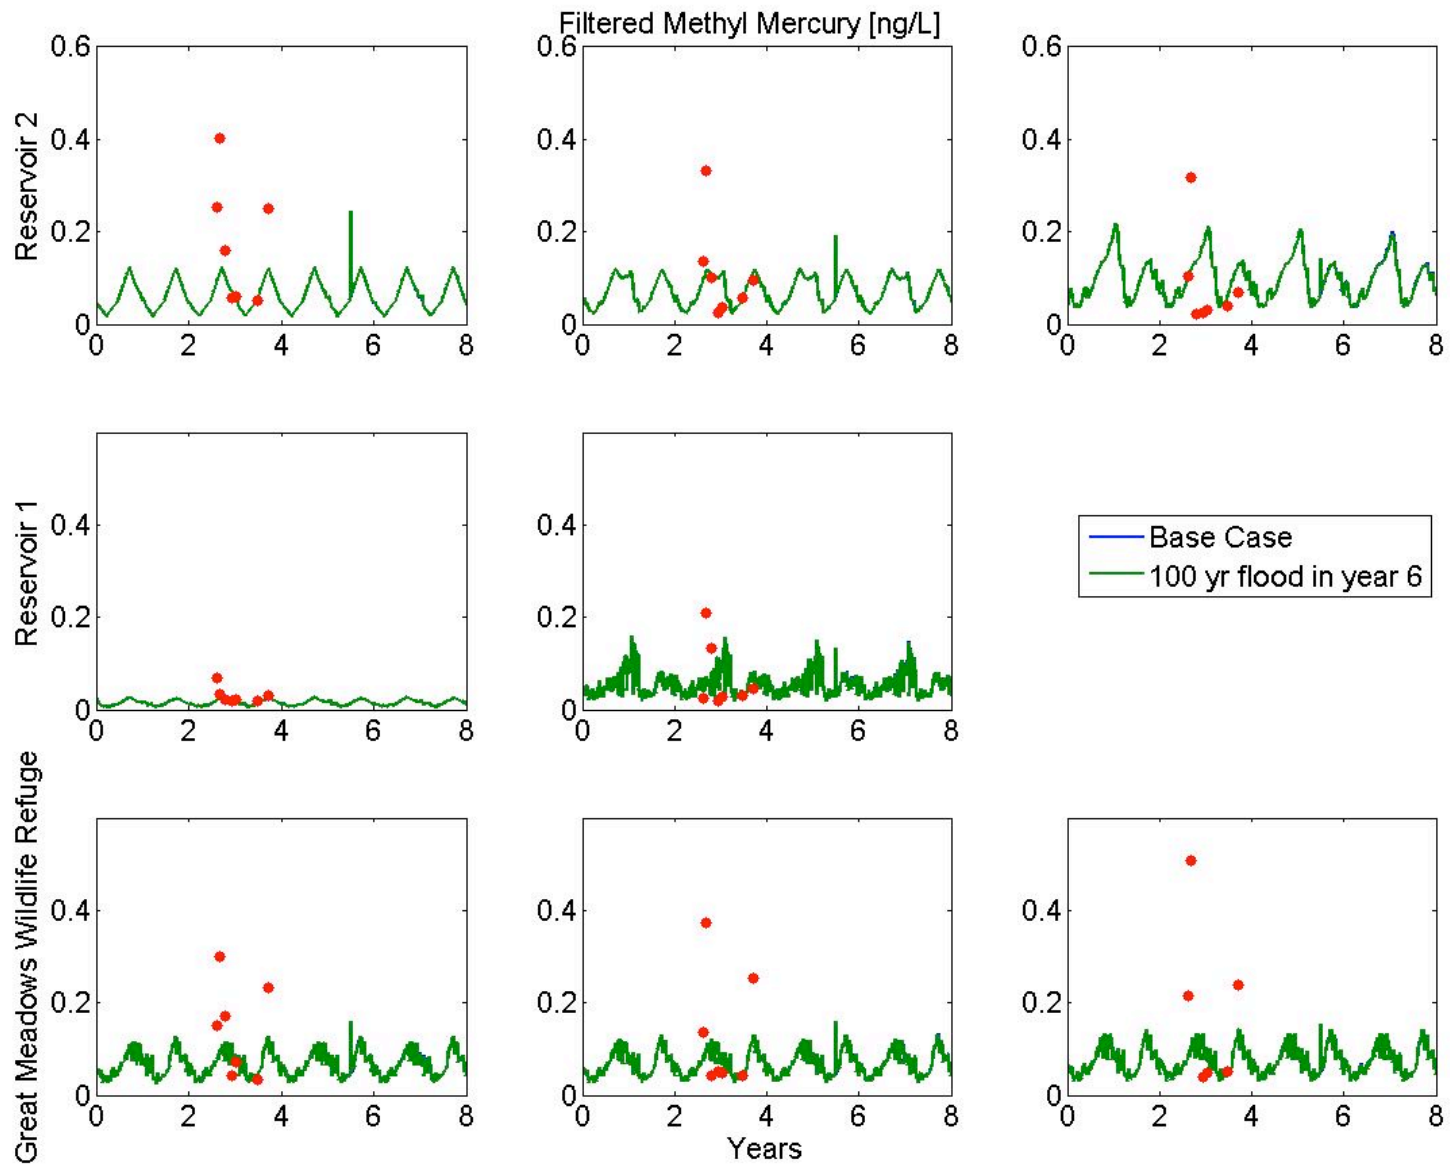 Filtered Methyl Mercury [ng/L]
Reservoir 2
0.6
0.4
0.2
0
0 2 4 6 8
0.6
0.4
0.2
0
0 2 4 6 8
0.6
0.4
0.2
0
0 2 4 6 8
Reservoir 1
0.4
0.2
0
0 2 4 6 8
0.4
0.2
0
0 2 4 6 8
Base Case
100 yr flood in year 6
Great Meadows Wildlife Refuge
0.4
0.2
0
0 2 4 6 8
0.4
0.2
0
0 2 4 6 8
0.4
0.2
0
0 2 4 6 8
Years